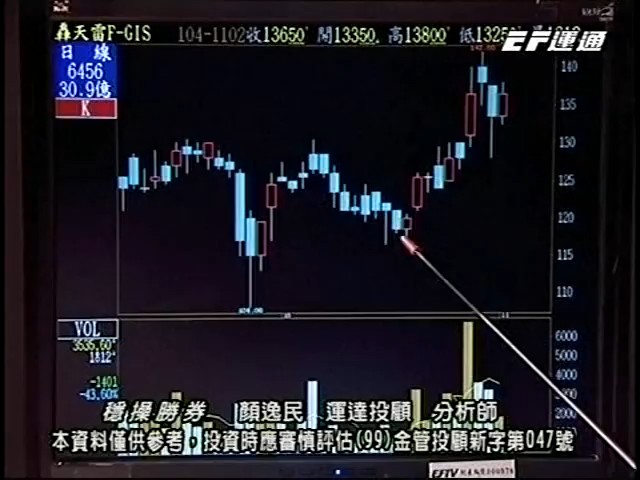 轟天雷F-GIS 104-1102收13650 開13350 高13800 低1325
EF運通
日 線
6456
30.9億
K
140
135
130
125
120
115
110
VOL
3535.60
1812
-1401
-43.60%
6000
5000
4000
3000
2000
穩操勝券 顏逸民 運達投顧 分析師
本資料僅供參考，投資時應審慎評估(99)金管投顧新字第047號